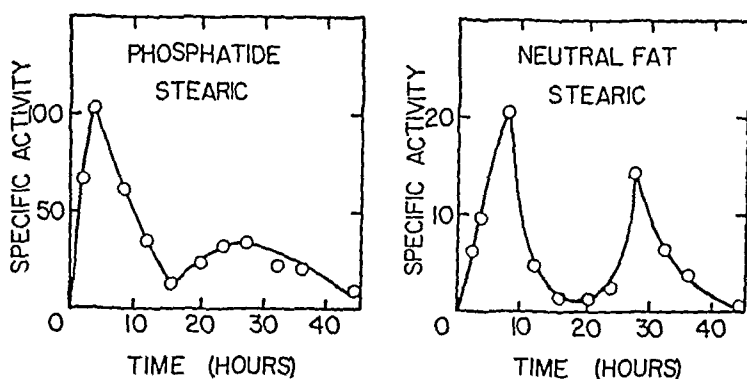 PHOSPHATIDE
STEARIC
SPECIFIC ACTIVITY
100
50
0
10
20
30
40
TIME (HOURS)
NEUTRAL FAT
STEARIC
SPECIFIC ACTIVITY
20
10
0
10
20
30
40
TIME (HOURS)